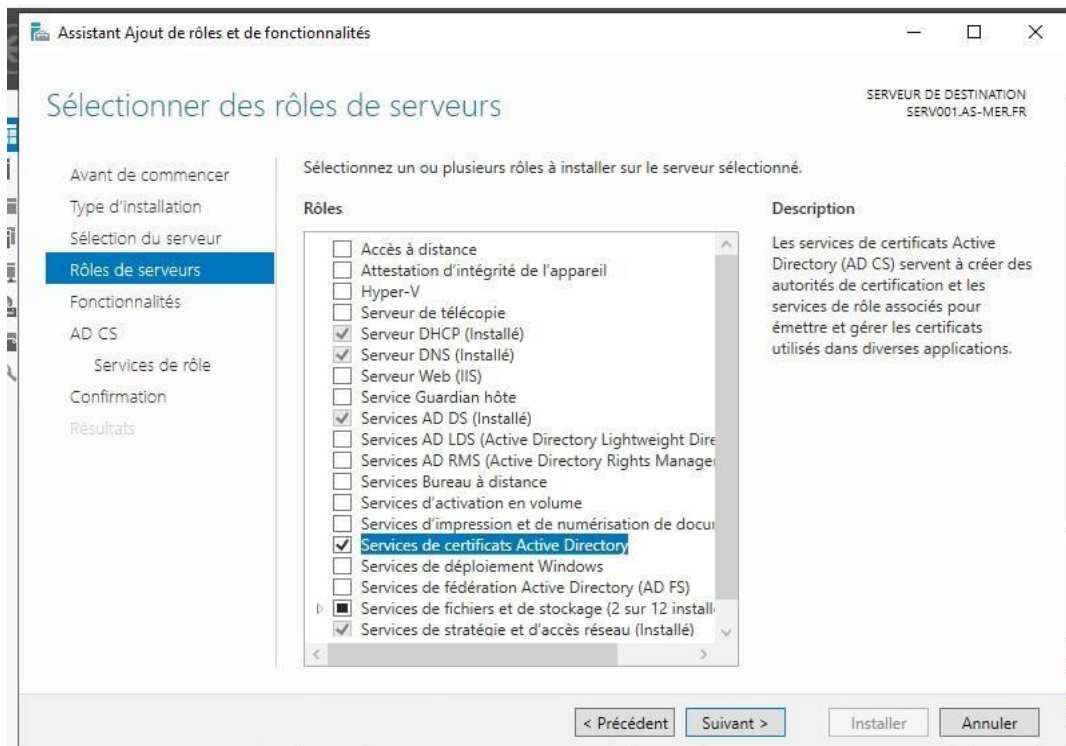 Assistant Ajout de rôles et de fonctionnalités
Sélectionner des rôles de serveurs
SERVEUR DE DESTINATION
SERV001.AS-MER.FR
Avant de commencer
Type d'installation
Sélection du serveur
Rôles de serveurs
Fonctionnalités
AD CS
Services de rôle
Confirmation
Résultats
Sélectionnez un ou plusieurs rôles à installer sur le serveur sélectionné.
Rôles
Accès à distance
Attestation d'intégrité de l'appareil
Hyper-V
Serveur de télécopie
Serveur DHCP (Installé)
Serveur DNS (Installé)
Serveur Web (IIS)
Service Guardian hôte
Services AD DS (Installé)
Services AD LDS (Active Directory Lightweight Dire
Services AD RMS (Active Directory Rights Manager
Services Bureau à distance
Services d'activation en volume
Services d'impression et de numérisation de docur
Services de certificats Active Directory
Services de déploiement Windows
Services de fédération Active Directory (AD FS)
Services de fichiers et de stockage (2 sur 12 install
Services de stratégie et d'accès réseau (Installé)
Description
Les services de certificats Active
Directory (AD CS) servent à créer des
autorités de certification et les
services de rôle associés pour
émettre et gérer les certificats
utilisés dans diverses applications.
< Précédent
Suivant >
Installer
Annuler